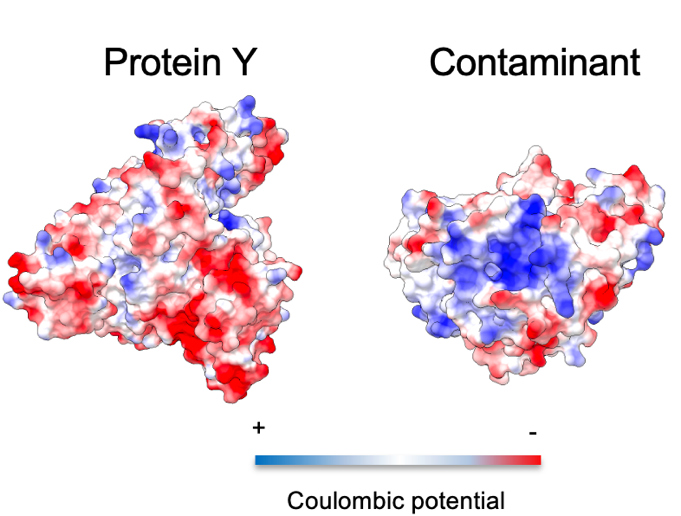 Protein Y
Contaminant
+
-
Coulombic potential